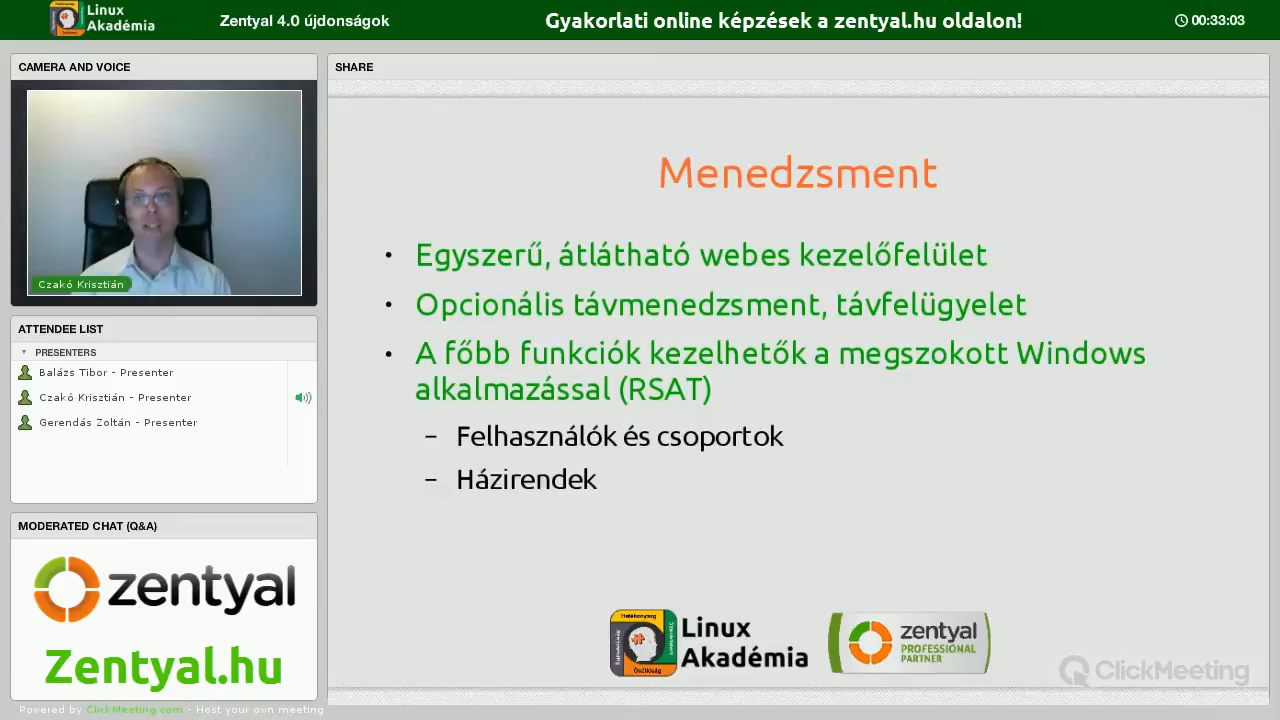 Linux
Akadémia
Zentyal 4.0 újdonságok
Gyakorlati online képzések a zentyal.hu oldalon!
00:33:03
CAMERA AND VOICE
Czakó Krisztián
ATTENDEE LIST
PRESENTERS
Balázs Tibor - Presenter
Czakó Krisztián - Presenter
Gerendás Zoltán - Presenter
MODERATED CHAT (Q&A)
zentyal
Zentyal.hu
Powered by ClickMeeting.com - Host your own meeting
SHARE
Menedzsment
• Egyszerű, átlátható webes kezelőfelület
• Opcionális távmenedzsment, távfelügyelet
• A főbb funkciók kezelhetők a megszokott Windows
alkalmazással (RSAT)
– Felhasználók és csoportok
– Házirendek
Hatékonyság
Önállóság
Linux
Akadémia
zentyal
PROFESSIONAL
PARTNER
ClickMeeting